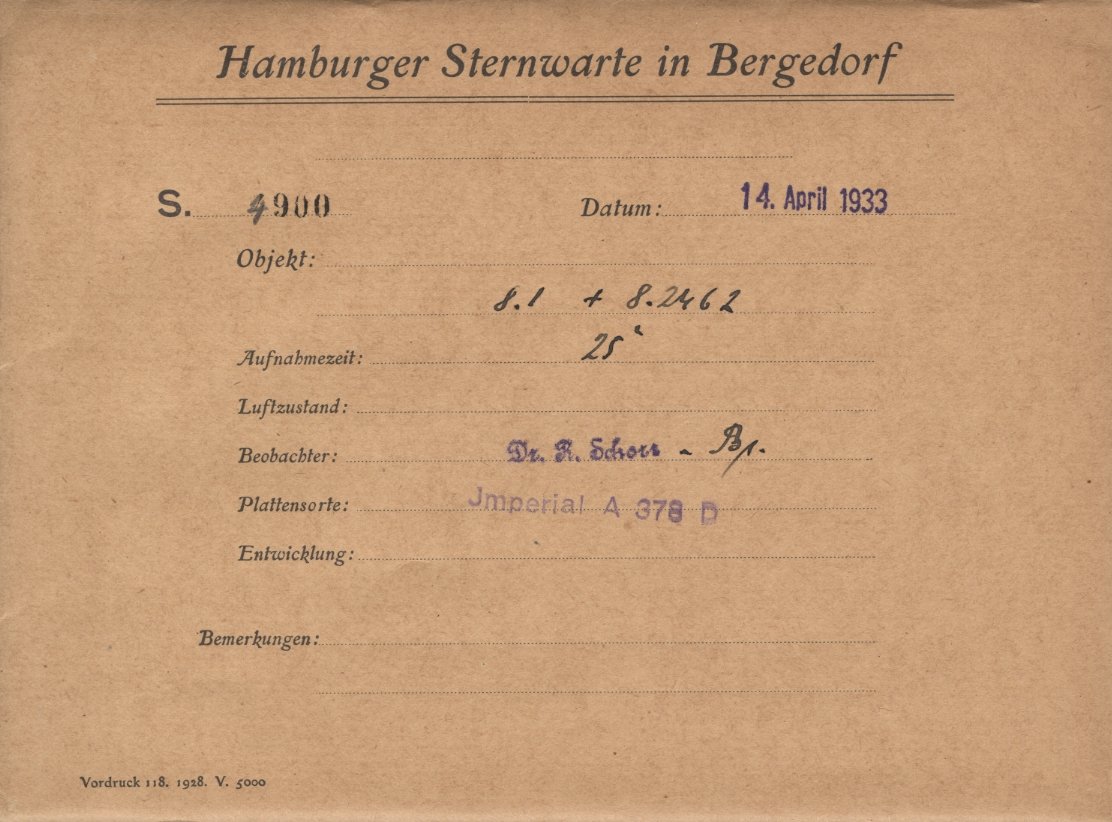 Hamburger Sternwarte in Bergedorf
S. 4900 Datum: 14. April 1933
Objekt:
8.1 + 8.2462
Aufnahmezeit: 25
Luftzustand:
Beobachter: Dr. R. Schorr -
Plattensorte: Jmperial A 378 D
Entwicklung:
Bemerkungen:
Vordruck 118. 1928. V. 5000